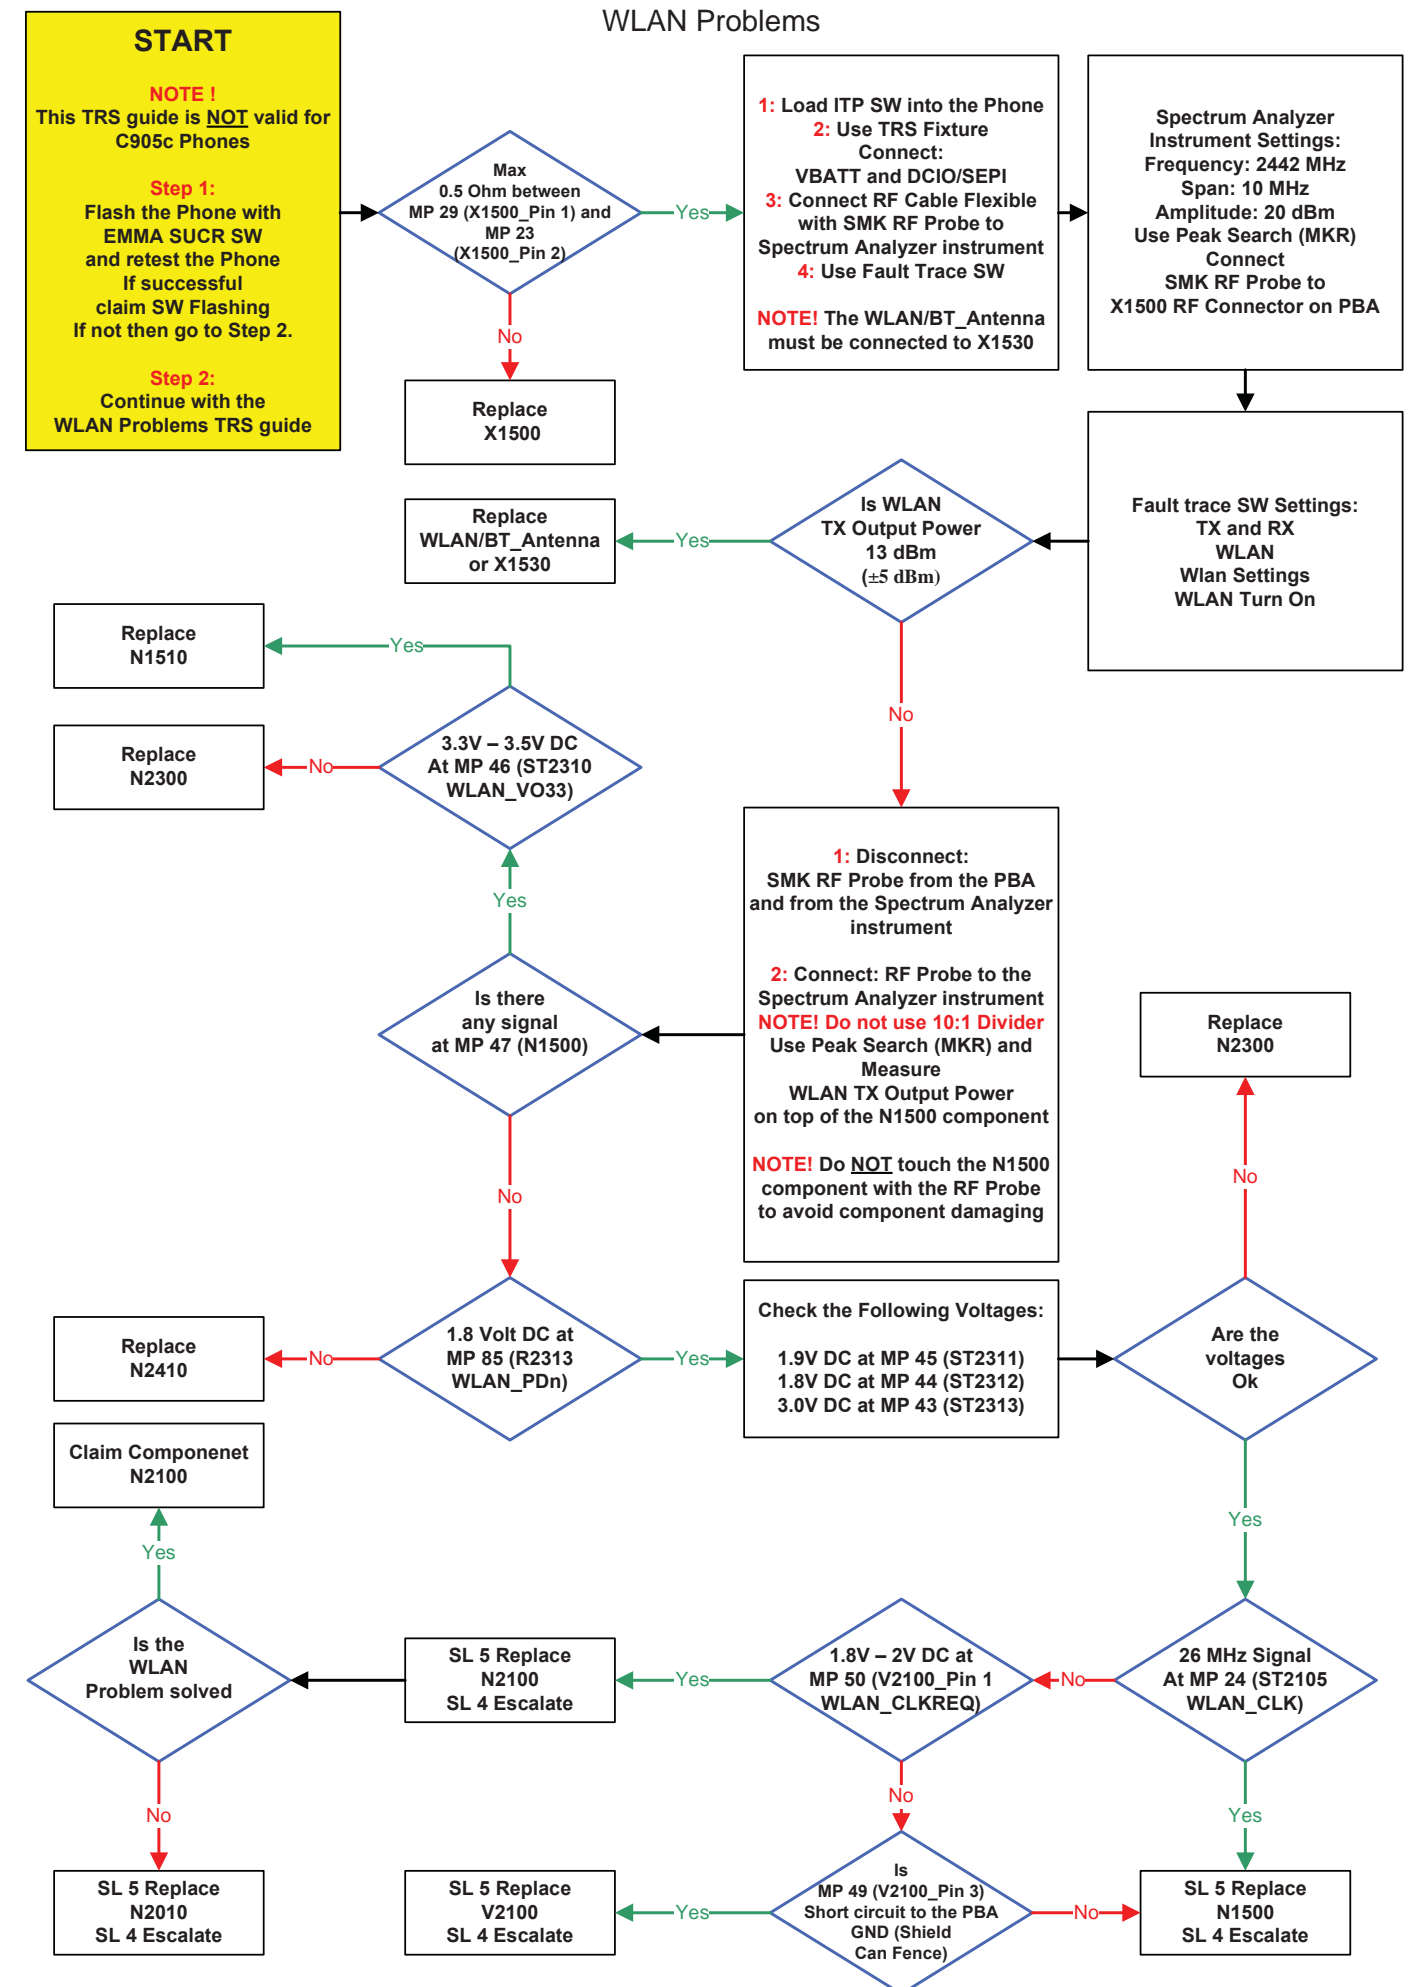 WLAN Problems
START
NOTE !
This TRS guide is NOT valid for
C905c Phones
Step 1:
Flash the Phone with
EMMA SUCR SW
and retest the Phone
If successful
claim SW Flashing
If not then go to Step 2.
Step 2:
Continue with the
WLAN Problems TRS guide
Max
0.5 Ohm between
MP 29 (X1500_Pin 1) and
MP 23
(X1500_Pin 2)
Yes
No
Replace
X1500
1: Load ITP SW into the Phone
2: Use TRS Fixture
Connect:
VBATT and DCIO/SEPI
3: Connect RF Cable Flexible
with SMK RF Probe to
Spectrum Analyzer instrument
4: Use Fault Trace SW
NOTE! The WLAN/BT_Antenna
must be connected to X1530
Spectrum Analyzer
Instrument Settings:
Frequency: 2442 MHz
Span: 10 MHz
Amplitude: 20 dBm
Use Peak Search (MKR)
Connect
SMK RF Probe to
X1500 RF Connector on PBA
Fault trace SW Settings:
TX and RX
WLAN
Wlan Settings
WLAN Turn On
Is WLAN
TX Output Power
13 dBm
(±5 dBm)
Yes
Replace
WLAN/BT_Antenna
or X1530
No
1: Disconnect:
SMK RF Probe from the PBA
and from the Spectrum Analyzer
instrument
2: Connect: RF Probe to the
Spectrum Analyzer instrument
NOTE! Do not use 10:1 Divider
Use Peak Search (MKR) and
Measure
WLAN TX Output Power
on top of the N1500 component
NOTE! Do NOT touch the N1500
component with the RF Probe
to avoid component damaging
Is there
any signal
at MP 47 (N1500)
Yes
3.3V – 3.5V DC
At MP 46 (ST2310
WLAN_VO33)
Yes
Replace
N1510
No
Replace
N2300
No
1.8 Volt DC at
MP 85 (R2313
WLAN_PDn)
No
Replace
N2410
Yes
Check the Following Voltages:
1.9V DC at MP 45 (ST2311)
1.8V DC at MP 44 (ST2312)
3.0V DC at MP 43 (ST2313)
Are the
voltages
Ok
No
Replace
N2300
Yes
26 MHz Signal
At MP 24 (ST2105
WLAN_CLK)
No
Yes
1.8V – 2V DC at
MP 50 (V2100_Pin 1
WLAN_CLKREQ)
Yes
SL 5 Replace
N2100
SL 4 Escalate
Is the
WLAN
Problem solved
Yes
Claim Componenet
N2100
No
SL 5 Replace
N2010
SL 4 Escalate
No
Is
MP 49 (V2100_Pin 3)
Short circuit to the PBA
GND (Shield
Can Fence)
Yes
SL 5 Replace
V2100
SL 4 Escalate
No
SL 5 Replace
N1500
SL 4 Escalate